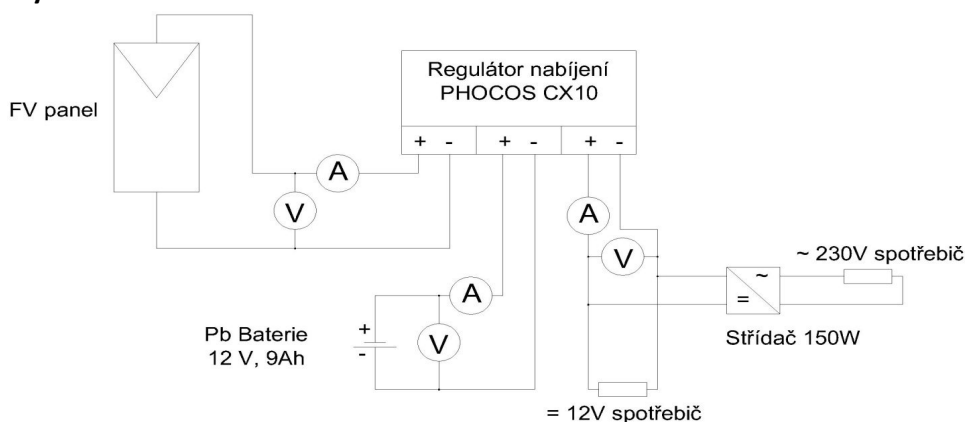 Regulátor nabíjení
PHOCOS CX10
FV panel
+ - + - + -
A
V
A
V
A
V
~ 230V spotřebič
~
=
Střídač 150W
Pb Baterie
12 V, 9Ah
+
-
= 12V spotřebič